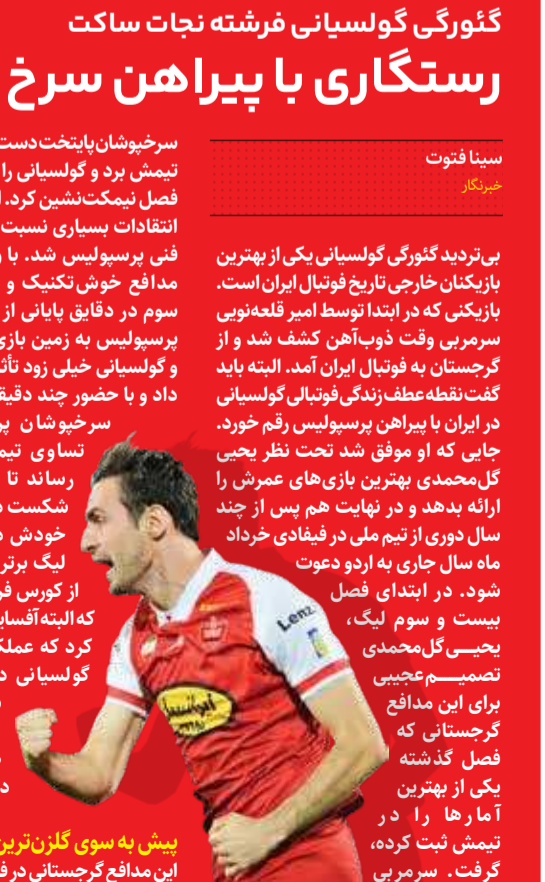 گئورگی گولسیانی فرشته نجات ساکت
رستگاری با پیراهن سرخ
سینا فتوت
خبرنگار
بی‌تردید گئورگی گولسیانی یکی از بهترین
بازیکنان خارجی تاریخ فوتبال ایران است.
بازیکنی که در ابتدا توسط امیر قلعه‌نویی
سرمربی وقت ذوب‌آهن کشف شد و از
گرجستان به فوتبال ایران آمد. البته باید
گفت نقطه عطف زندگی فوتبالی گولسیانی
در ایران با پیراهن پرسپولیس رقم خورد.
جایی که او موفق شد تحت نظر یحیی
گل‌محمدی بهترین بازی‌های عمرش را
ارائه بدهد و در نهایت هم پس از چند
سال دوری از تیم ملی در فیفادی خرداد
ماه سال جاری به اردو دعوت
شود. در ابتدای فصل
بیست و سوم لیگ،
یحیــی گل‌محمدی
تصمیـــم عجیبی
برای این مدافع
گرجستانی که
فصل گذشته
یکی از بهترین
آمارها را در
تیمش ثبت کرده،
گرفت. سرمربی
سرخپوشان پایتخت دست
تیمش برد و گولسیانی را
فصل نیمکت‌نشین کرد.
انتقادات بسیاری نسبت
فنی پرسپولیس شد. با
مدافع خوش‌تکنیک و
سوم در دقایق پایانی از
پرسپولیس به زمین بازی
و گولسیانی خیلی زود
داد و با حضور چند دقیقه
سرخپوشان
تساوی
رساند تا
شکست
خودش
لیگ برتر
از کورس
که البته
کرد که
گولسیانی
پیش به سوی گلزن‌ترین
این مدافع گرجستانی در
Lenz